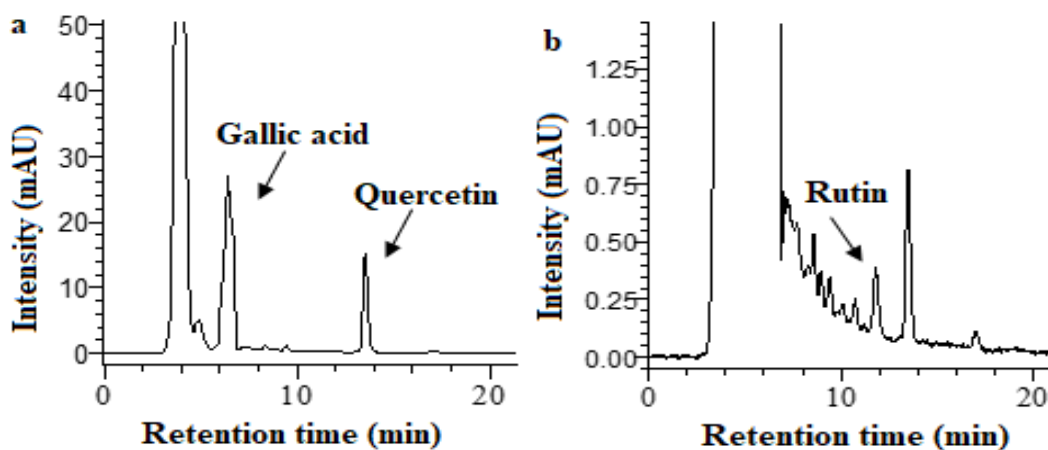 a
Intensity (mAU)
50
40
30
20
10
0
Gallic acid
Quercetin
0 10 20
Retention time (min)
b
Intensity (mAU)
1.25
1.00
0.75
0.50
0.25
0.00
Rutin
0 10 20
Retention time (min)